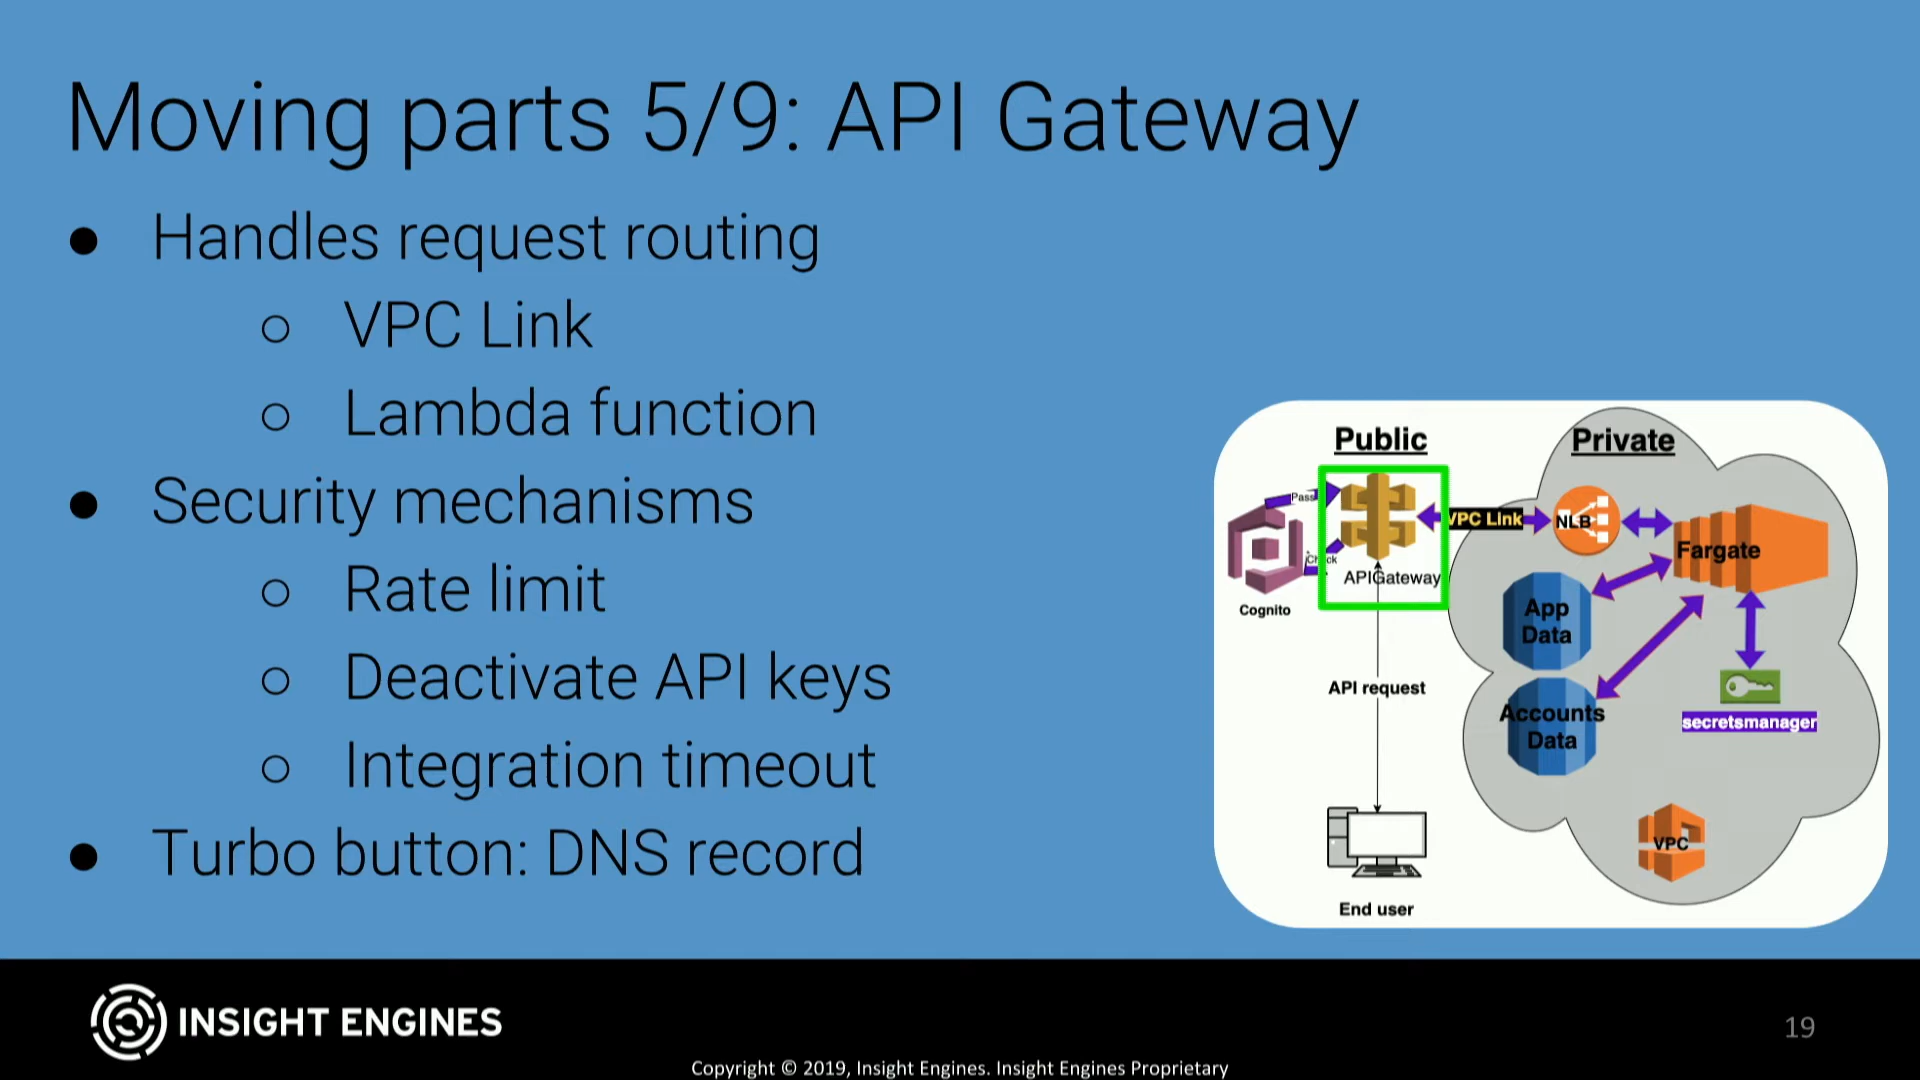 Moving parts 5/9: API Gateway
● Handles request routing
○ VPC Link
○ Lambda function
● Security mechanisms
○ Rate limit
○ Deactivate API keys
○ Integration timeout
● Turbo button: DNS record
Public
Private
Pass
VPC Link
NLB
Fargate
Check
APIGateway
Cognito
App
Data
API request
Accounts
Data
secretsmanager
VPC
End user
INSIGHT ENGINES
19
Copyright © 2019, Insight Engines. Insight Engines Proprietary